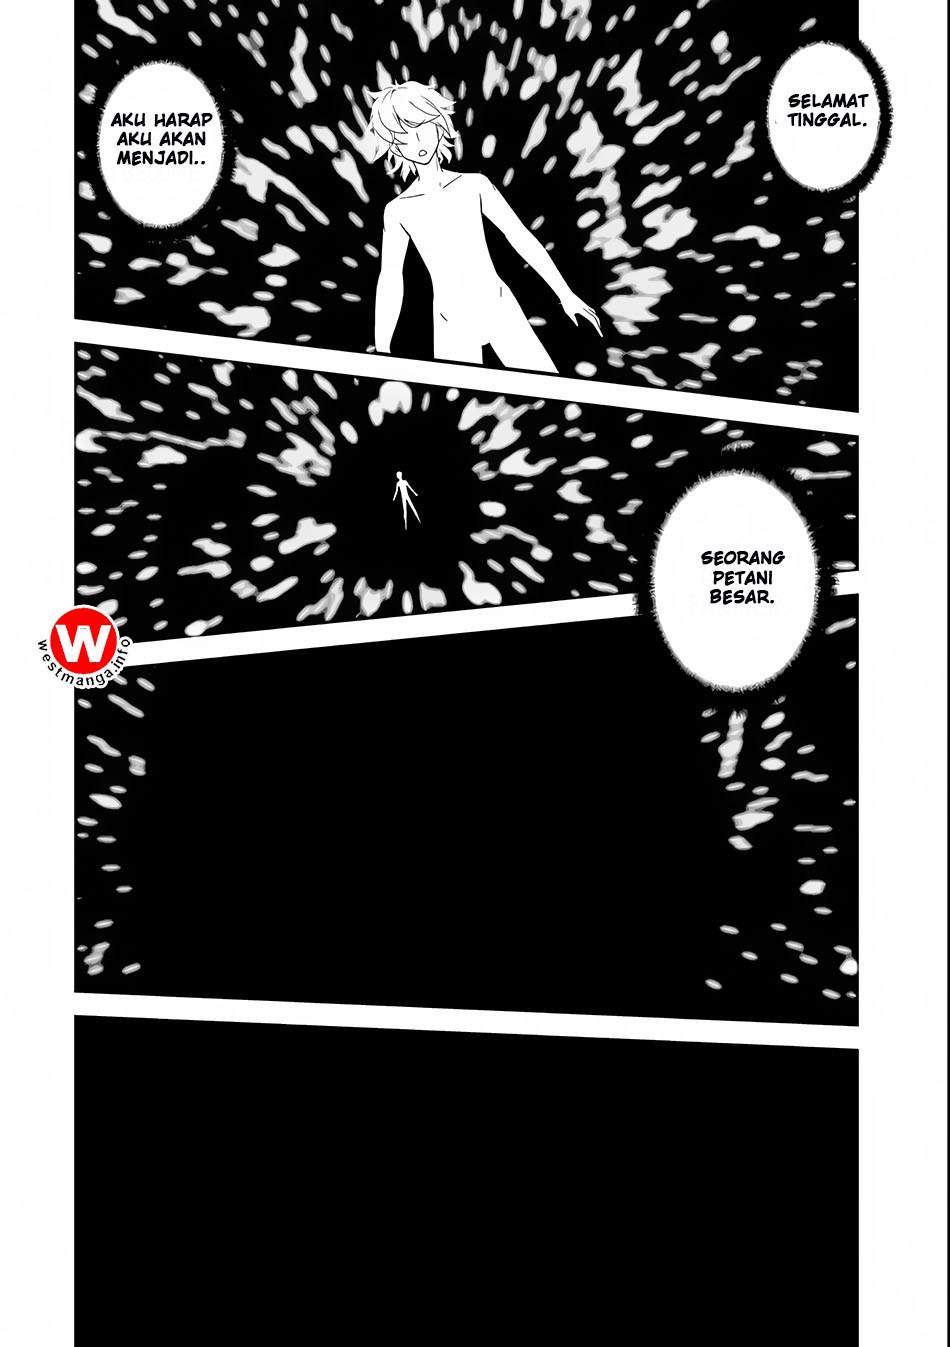 SELAMAT
TINGGAL.
AKU HARAP
AKU AKAN
MENJADI..
SEORANG
PETANI
BESAR.
W
westmanga.info